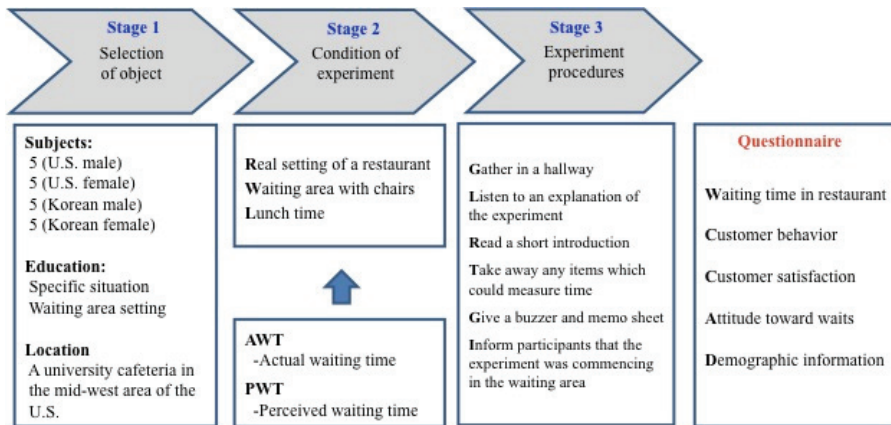 Stage 1
Selection
of object
Stage 2
Condition of
experiment
Stage 3
Experiment
procedures
Subjects:
5 (U.S. male)
5 (U.S. female)
5 (Korean male)
5 (Korean female)
Education:
Specific situation
Waiting area setting
Location
A university cafeteria in
the mid-west area of the
U.S.
Real setting of a restaurant
Waiting area with chairs
Lunch time
AWT
-Actual waiting time
PWT
-Perceived waiting time
Gather in a hallway
Listen to an explanation of
the experiment
Read a short introduction
Take away any items which
could measure time
Give a buzzer and memo sheet
Inform participants that the
experiment was commencing
in the waiting area
Questionnaire
Waiting time in restaurant
Customer behavior
Customer satisfaction
Attitude toward waits
Demographic information